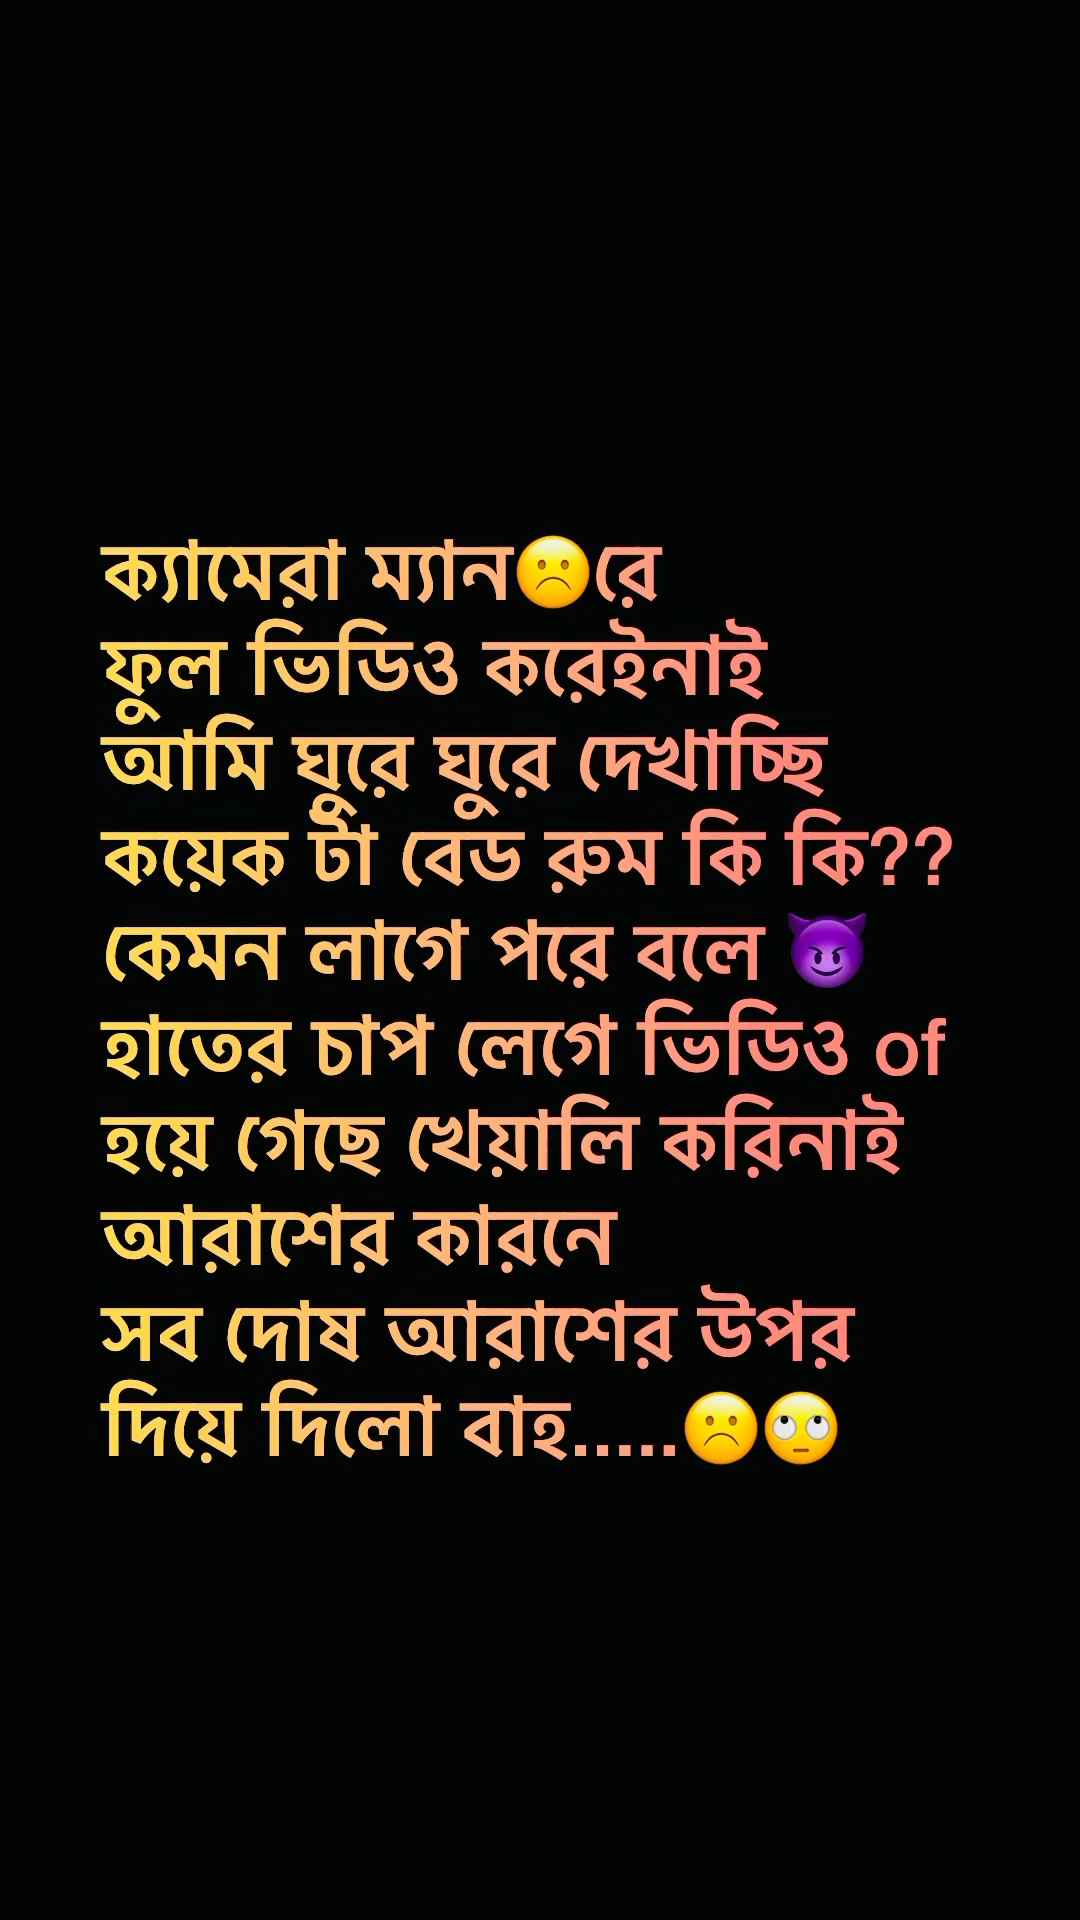 ক্যামেরা ম্যান☹️রে
ফুল ভিডিও করেইনাই
আমি ঘুরে ঘুরে দেখাচ্ছি
কয়েক টা বেড রুম কি কি??
কেমন লাগে পরে বলে 😈
হাতের চাপ লেগে ভিডিও of
হয়ে গেছে খেয়ালি করিনাই
আরাশের কারনে
সব দোষ আরাশের উপর
দিয়ে দিলো বাহ.....☹️🙄